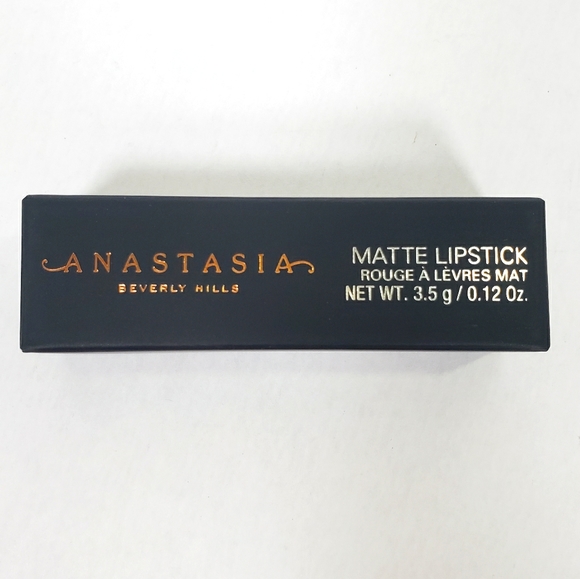 ANASTASIA
BEVERLY HILLS
MATTE LIPSTICK
ROUGE À LÈVRES MAT
NET WT. 3.5 g / 0.12 Oz.